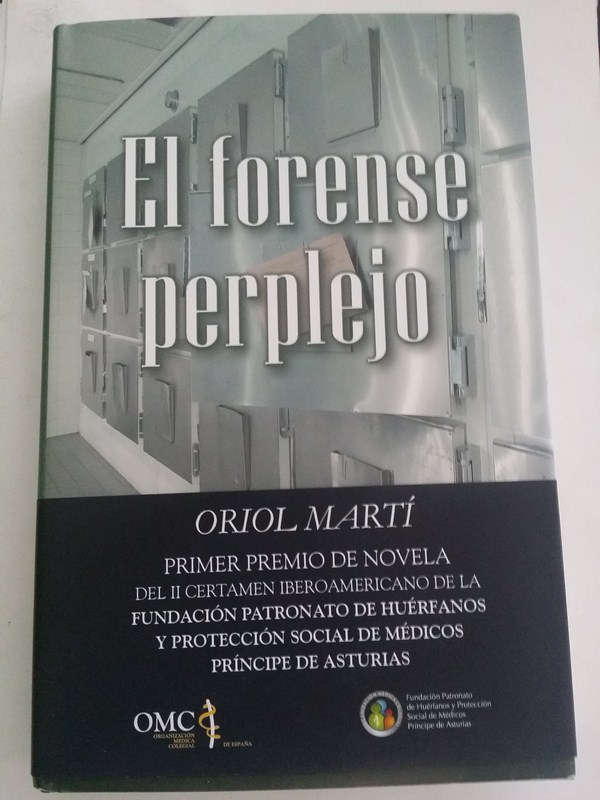 El forense
perplejo
ORIOL MARTÍ
PRIMER PREMIO DE NOVELA
DEL II CERTAMEN IBEROAMERICANO DE LA
FUNDACIÓN PATRONATO DE HUÉRFANOS
Y PROTECCIÓN SOCIAL DE MÉDICOS
PRÍNCIPE DE ASTURIAS
OMC
ORGANIZACIÓN
MÉDICA
COLEGIAL
DE ESPAÑA
Fundación Patronato
de Huérfanos y Protección
Social de Médicos
Príncipe de Asturias